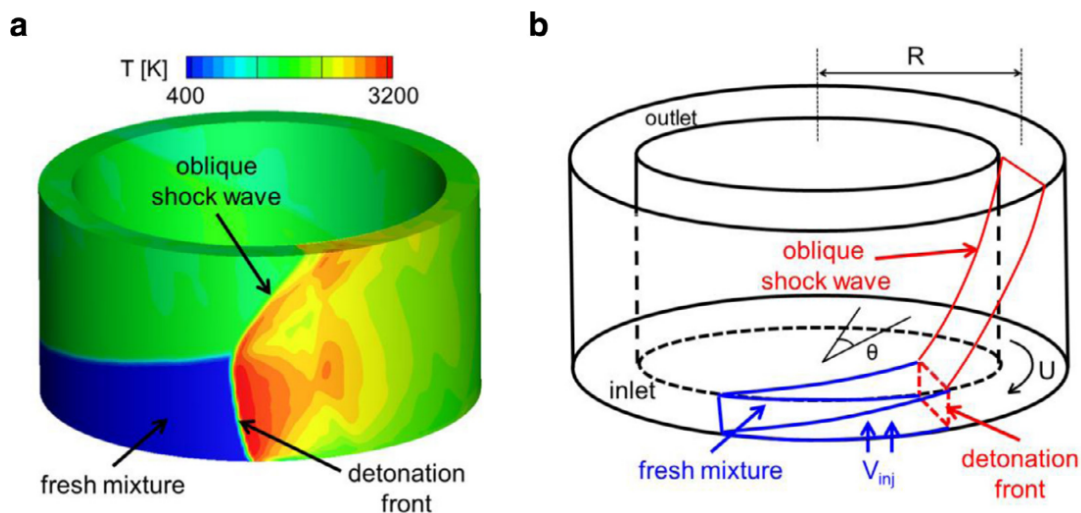 a
T [K]
400
3200
oblique
shock wave
fresh mixture
detonation
front
b
R
outlet
oblique
shock wave
θ
inlet
U
fresh mixture
Vinj
detonation
front